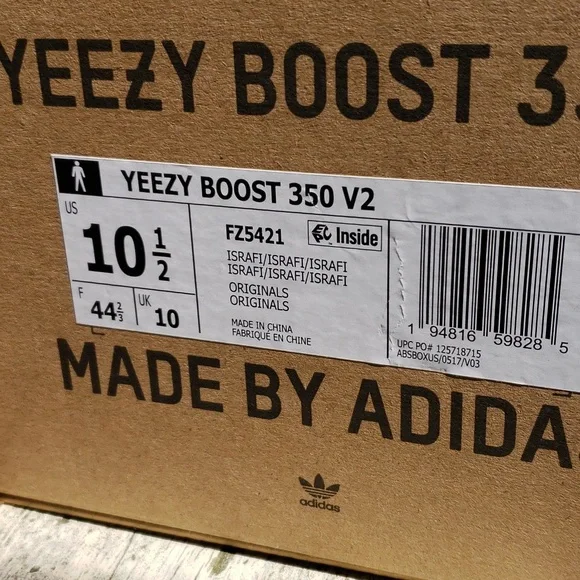 YEEZY BOOST 35
YEEZY BOOST 350 V2
US
10 1/2
F
44 2/3
UK
10
FZ5421
Inside
ISRAFI/ISRAFI/ISRAFI
ISRAFI/ISRAFI/ISRAFI
ORIGINALS
ORIGINALS
MADE IN CHINA
FABRIQUÉ EN CHINE
1 94816 59828 5
UPC PO# 125718715
ABSBOXUS/0517/V03
MADE BY ADIDAS
adidas